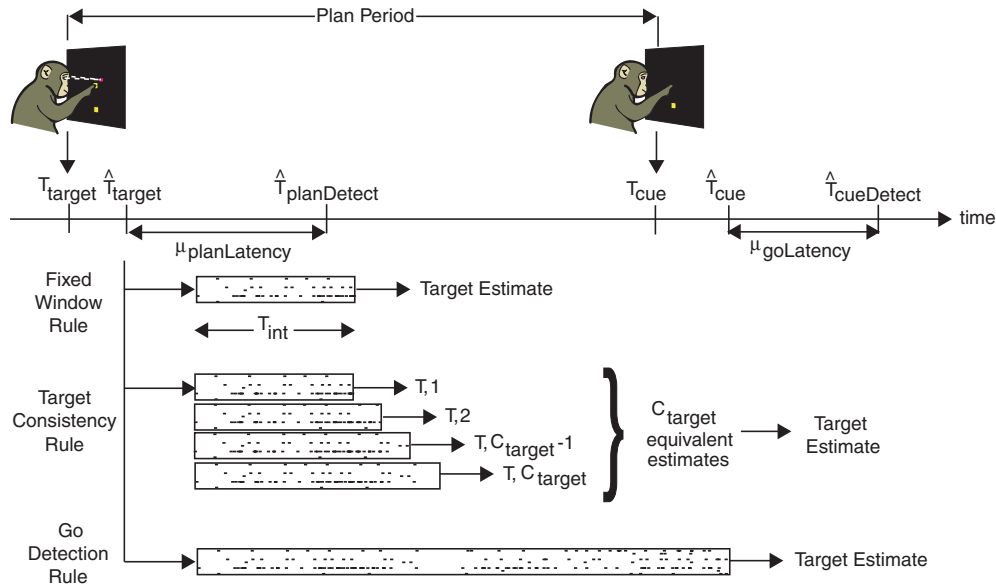 Plan Period
T_target
T̂_target
T̂_planDetect
T_cue
T̂_cue
T̂_cueDetect
time
μ_planLatency
μ_goLatency
Fixed
Window
Rule
Target Estimate
T_int
Target
Consistency
Rule
T,1
T,2
T, C_target-1
T, C_target
C_target
equivalent
estimates
Target
Estimate
Go
Detection
Rule
Target Estimate